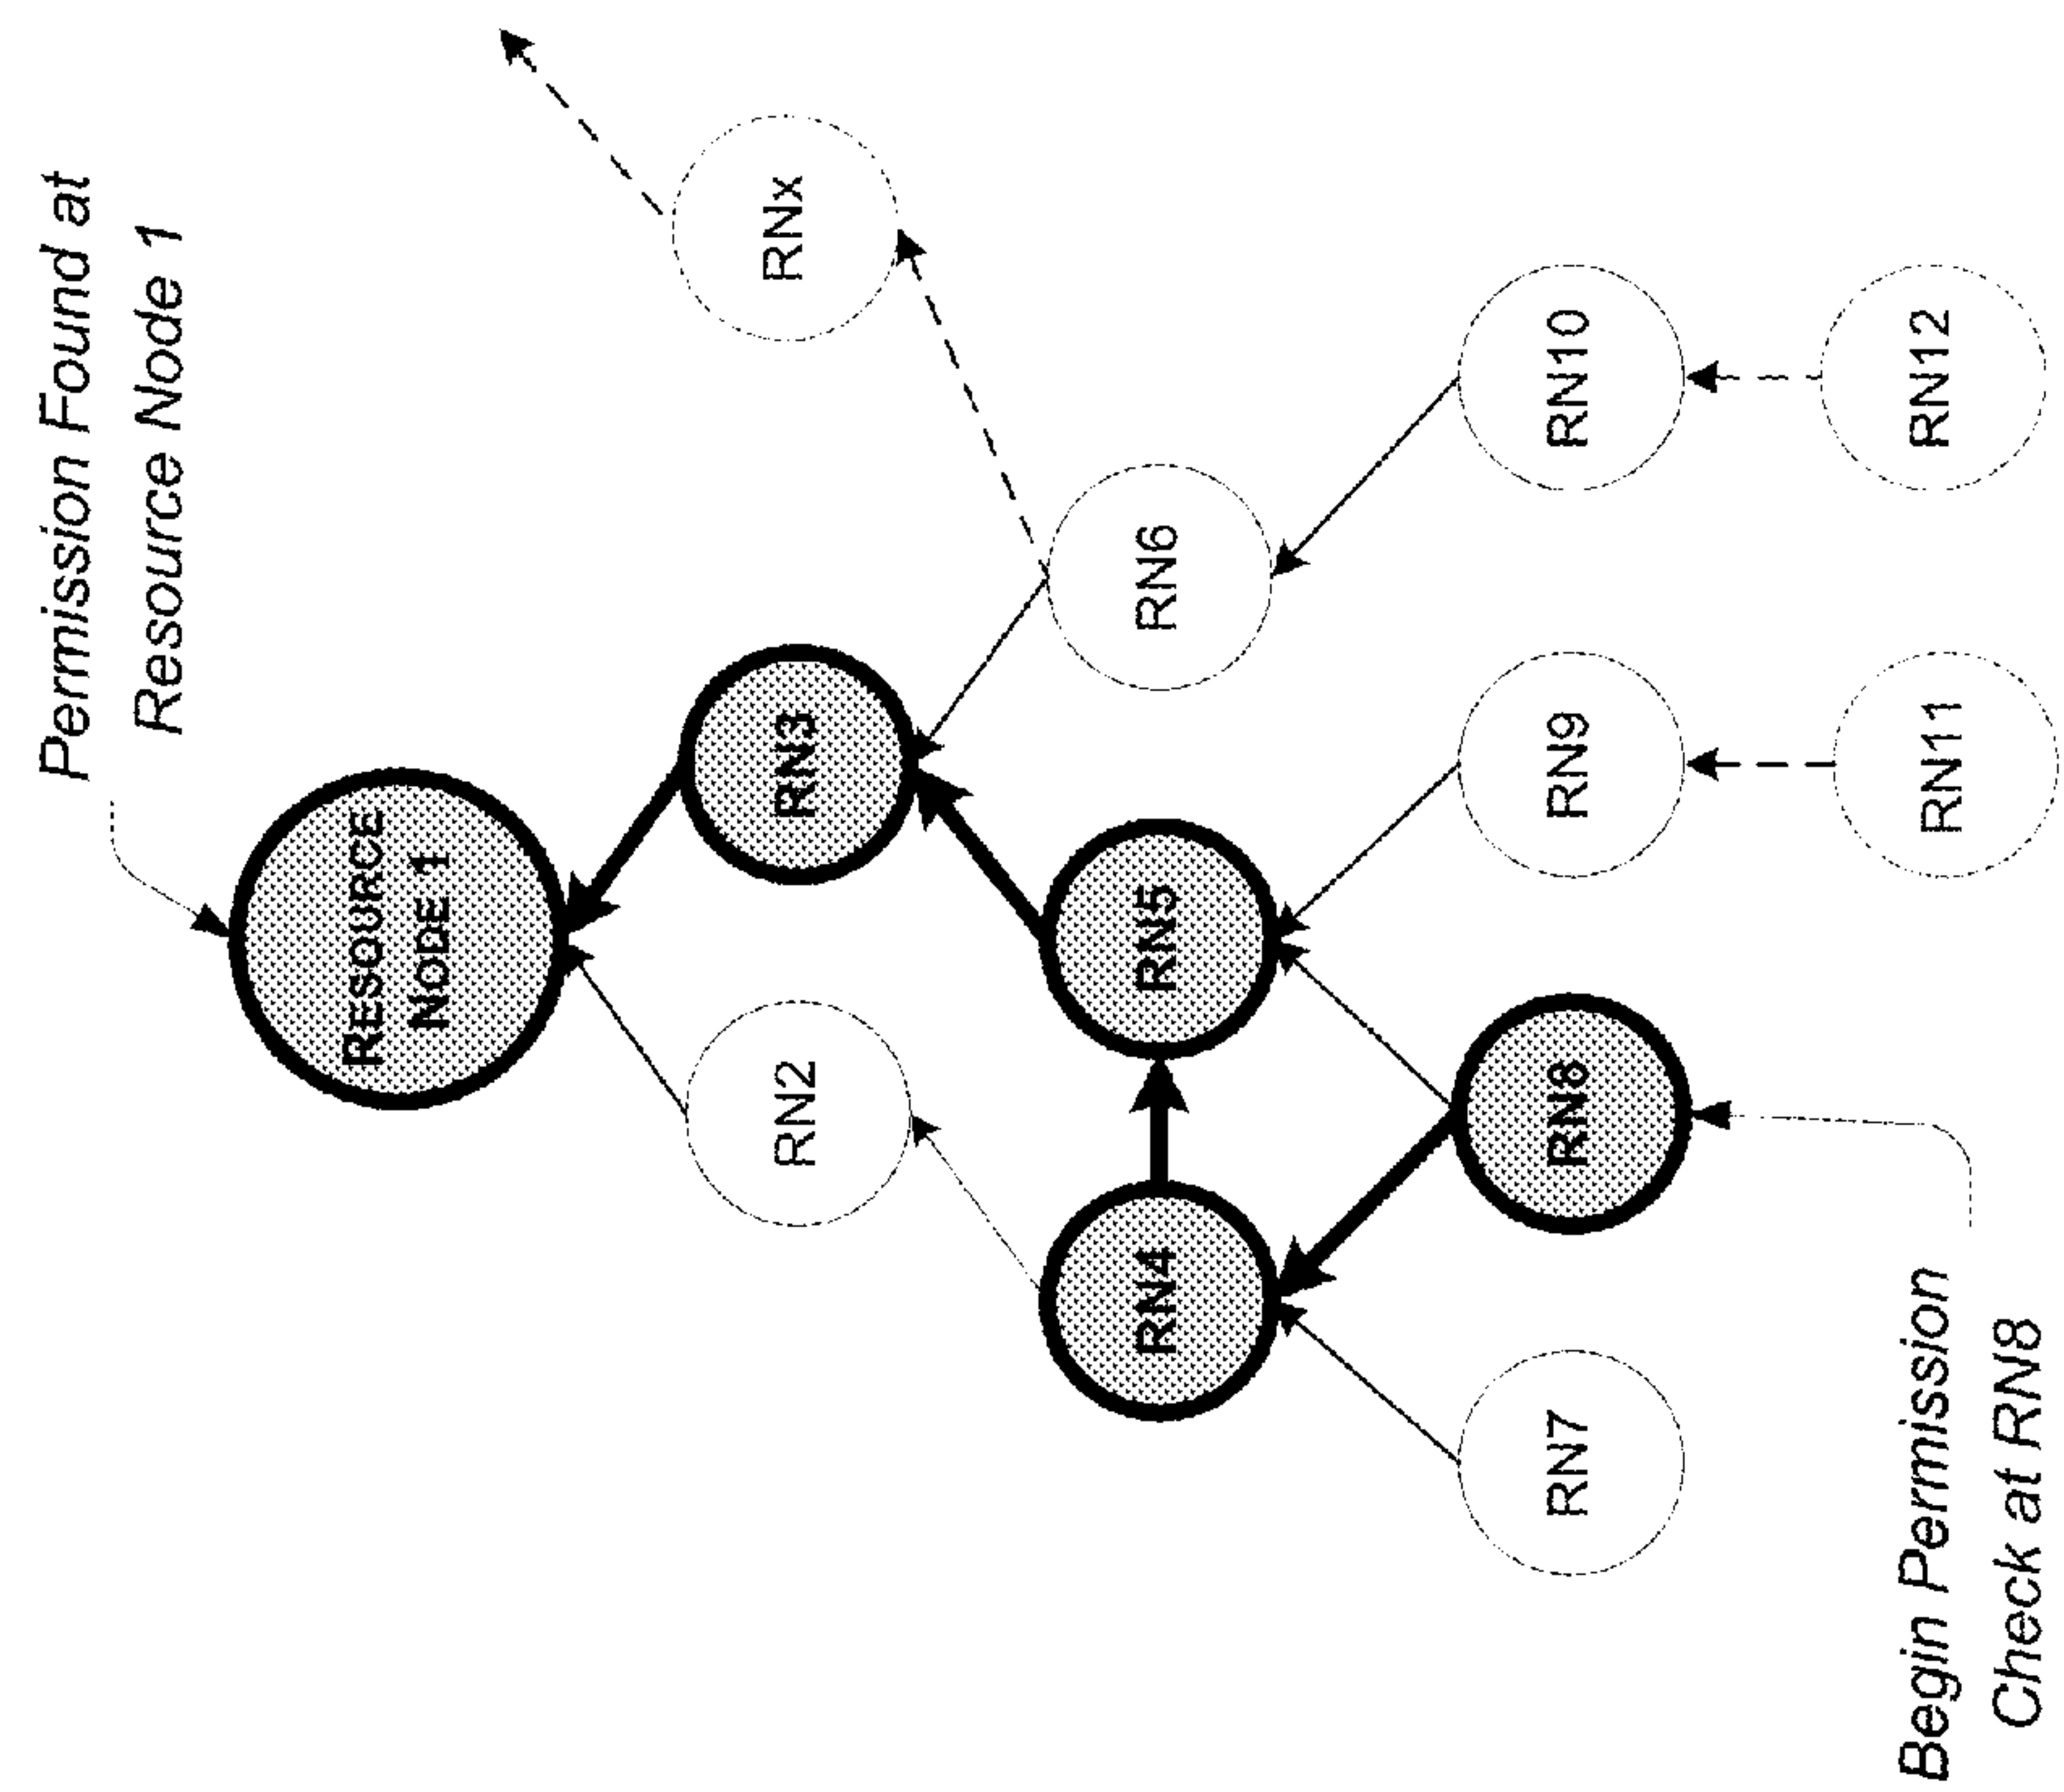 Permission Found at
Resource Node 1
RESOURCE
NODE 1
RN2
RN3
RNx
RN4
RN5
RN6
RN7
RN8
RN9
RN10
RN11
RN12
Begin Permission
Check at RN8